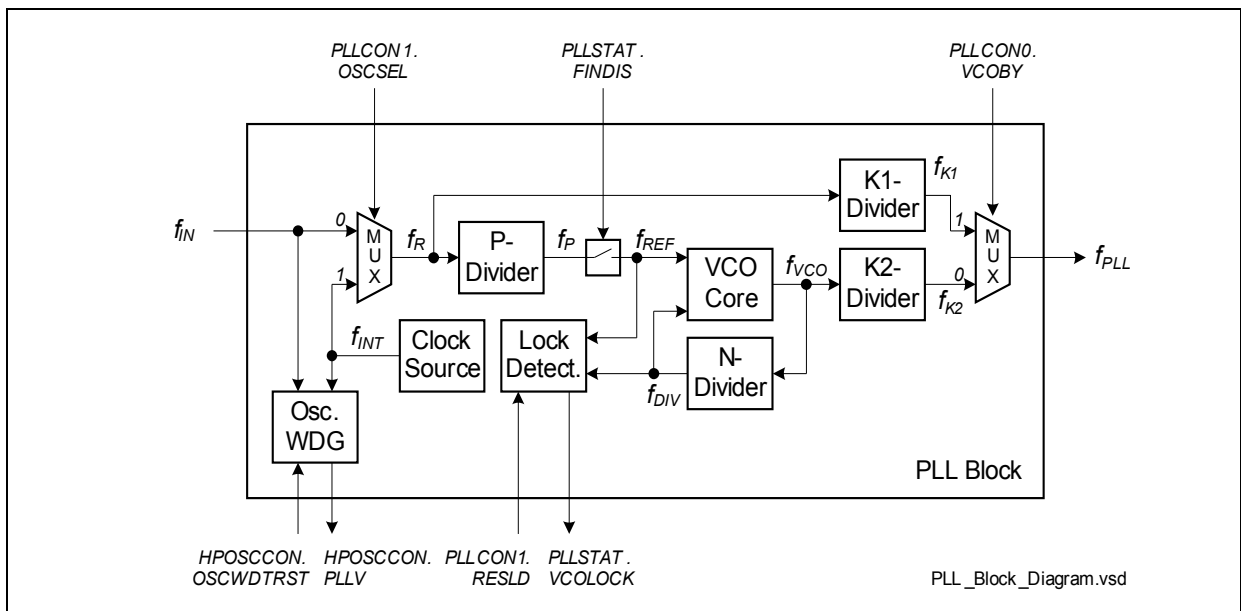 PLLCON1.
OSCSEL
PLLSTAT.
FINDIS
PLLCON0.
VCOBY
fIN
0
1
MUX
fR
P-
Divider
fP
fREF
VCO
Core
fVCO
K1-
Divider
fK1
K2-
Divider
fK2
1
0
MUX
fPLL
fINT
Clock
Source
Lock
Detect.
fDIV
N-
Divider
Osc.
WDG
PLL Block
HPOSCCON.
OSCWDTRST
HPOSCCON.
PLLV
PLLCON1.
RESLD
PLLSTAT.
VCOLOCK
PLL_Block_Diagram.vsd